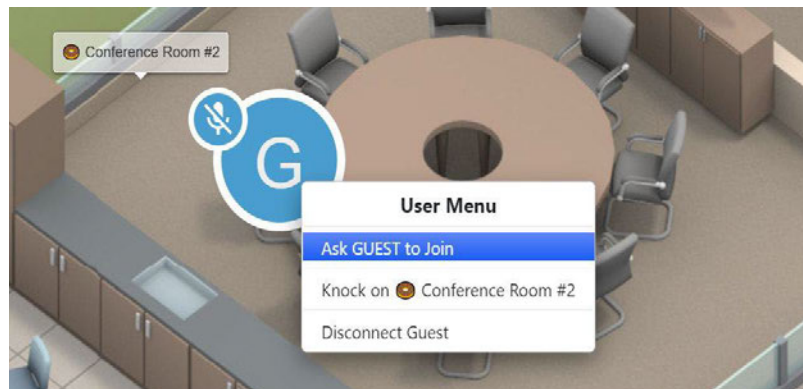 Conference Room #2
G
User Menu
Ask GUEST to Join
Knock on 🍩 Conference Room #2
Disconnect Guest